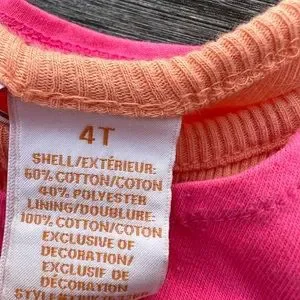 4T
SHELL/EXTÉRIEUR:
60% COTTON/COTON
40% POLYESTER
LINING/DOUBLURE:
100% COTTON/COTON
EXCLUSIVE OF
DECORATION/
EXCLUSIF DE
DÉCORATION